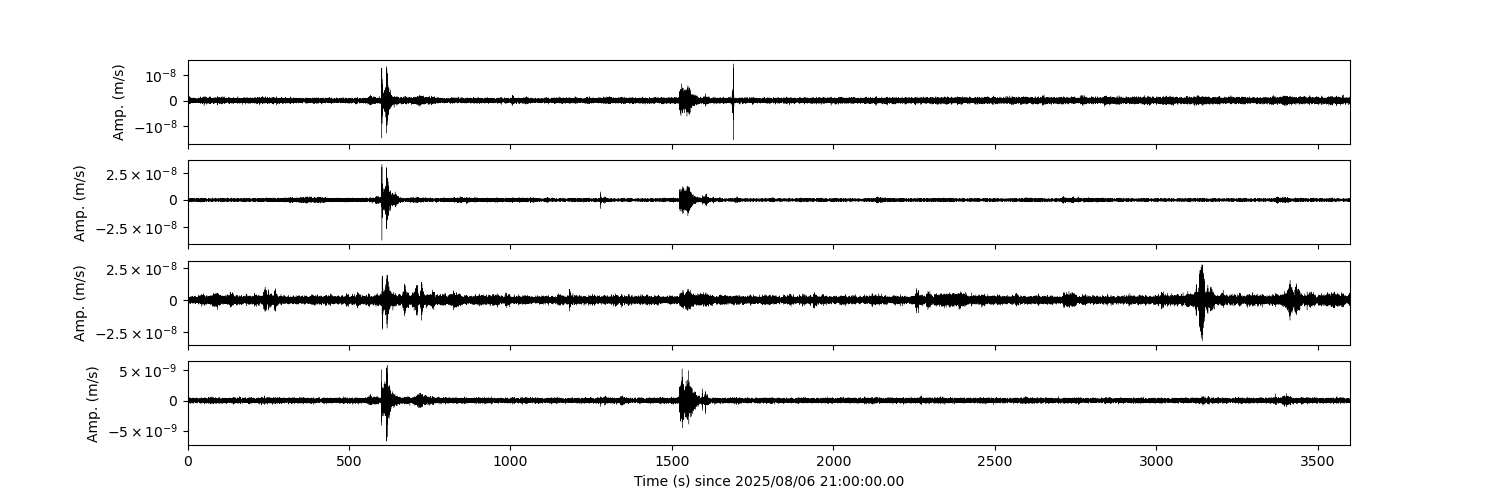 Amp. (m/s)
10⁻⁸
0
−10⁻⁸
Amp. (m/s)
2.5 × 10⁻⁸
0
−2.5 × 10⁻⁸
Amp. (m/s)
2.5 × 10⁻⁸
0
−2.5 × 10⁻⁸
Amp. (m/s)
5 × 10⁻⁹
0
−5 × 10⁻⁹
0 500 1000 1500 2000 2500 3000 3500
Time (s) since 2025/08/06 21:00:00.00